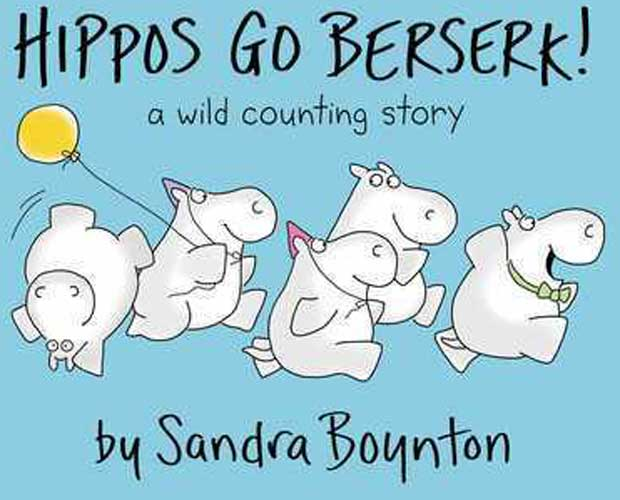 HIPPOS GO BERSERK!
a wild counting story
by Sandra Boynton